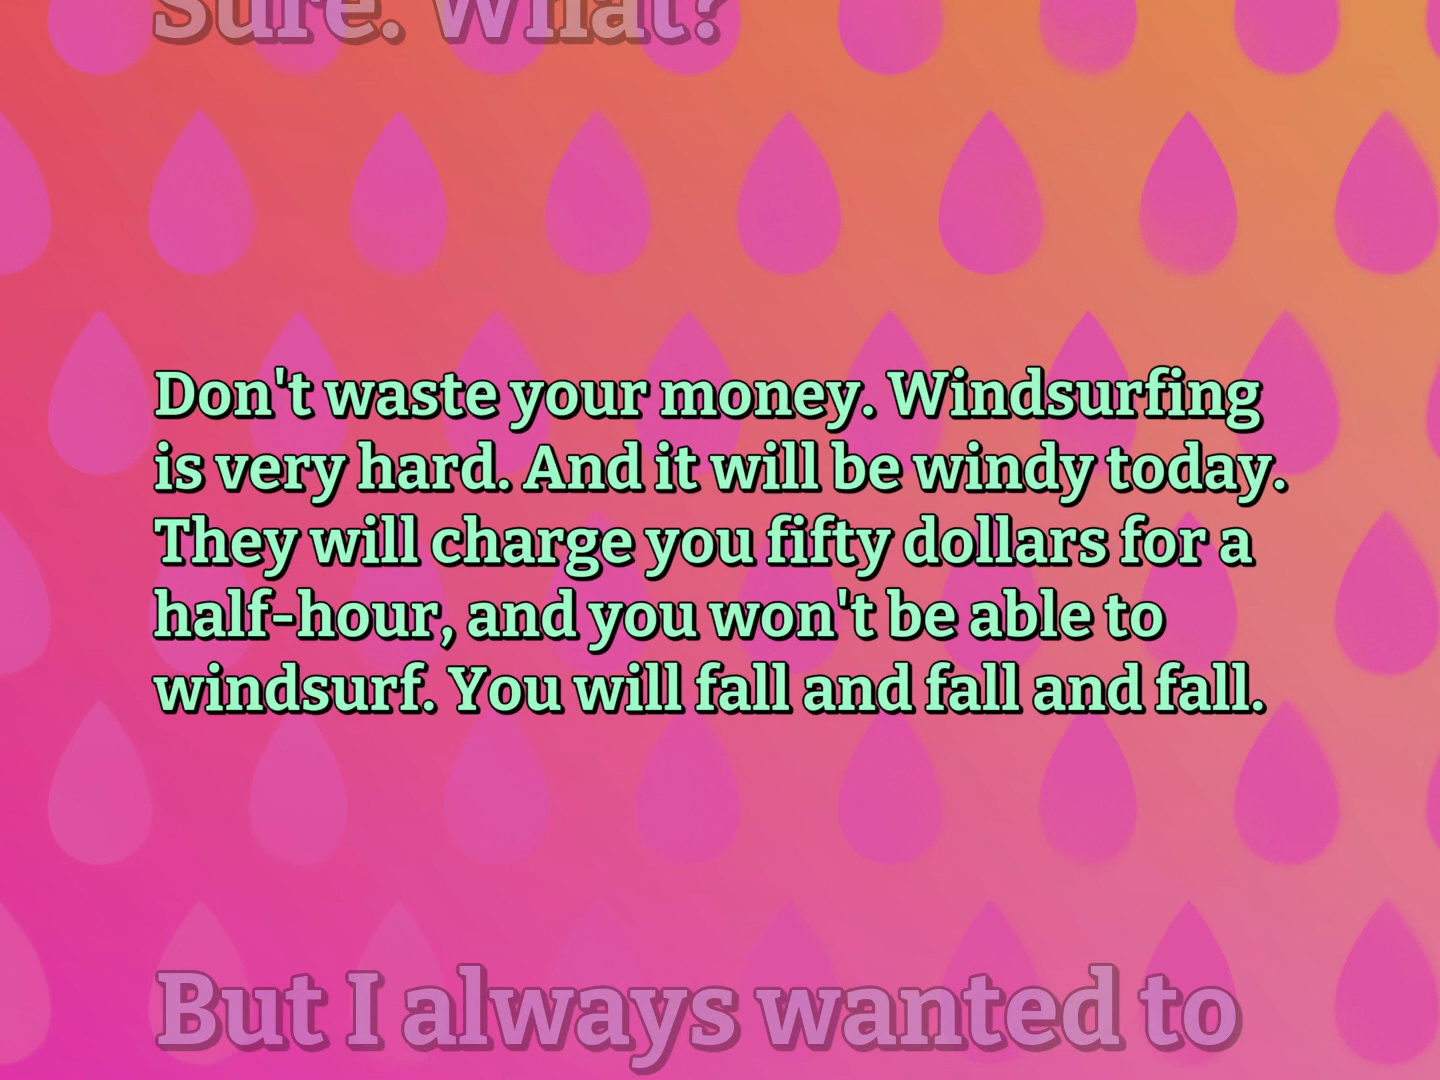 Sure. What?
Don't waste your money. Windsurfing
is very hard. And it will be windy today.
They will charge you fifty dollars for a
half-hour, and you won't be able to
windsurf. You will fall and fall and fall.
But I always wanted to